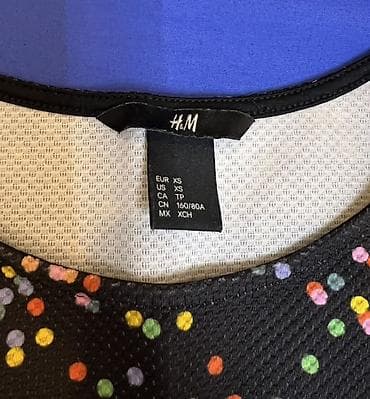 H&M
EUR XS
US XS
CA TP
CN 160/80A
MX XCH